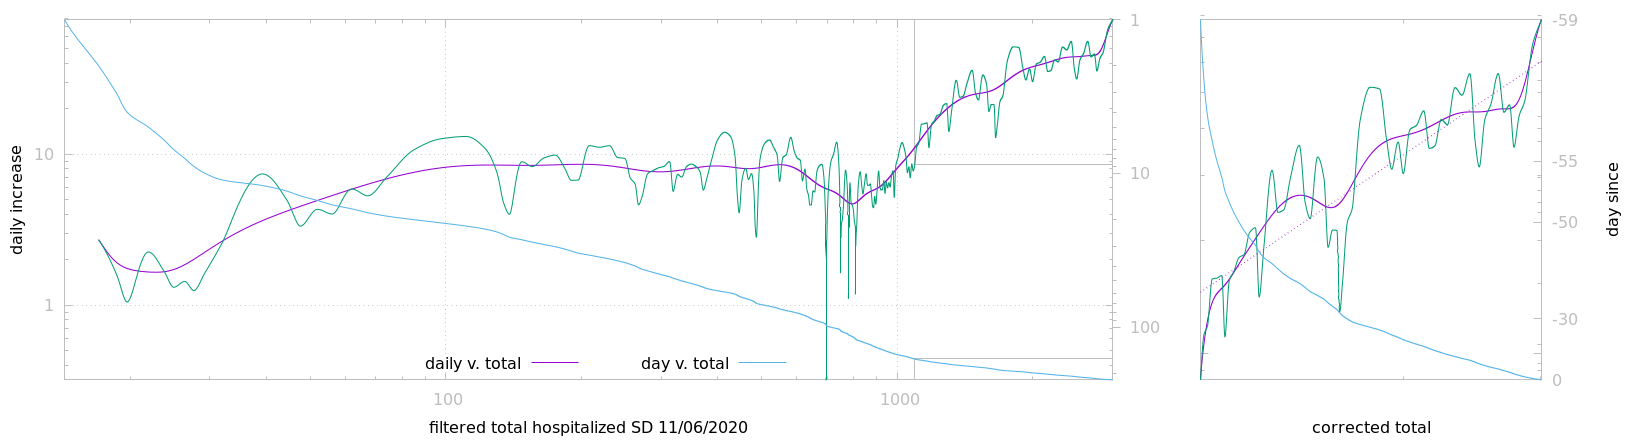 1
-59
10
10
-55
-50
daily increase
day since
1
100
-30
daily v. total
day v. total
0
100
1000
filtered total hospitalized SD 11/06/2020
corrected total